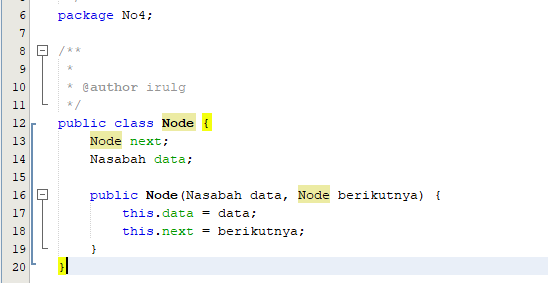 6 package No4;
7
8 /**
9 *
10 * @author irulg
11 */
12 public class Node {
13 Node next;
14 Nasabah data;
15
16 public Node(Nasabah data, Node berikutnya) {
17 this.data = data;
18 this.next = berikutnya;
19 }
20 }